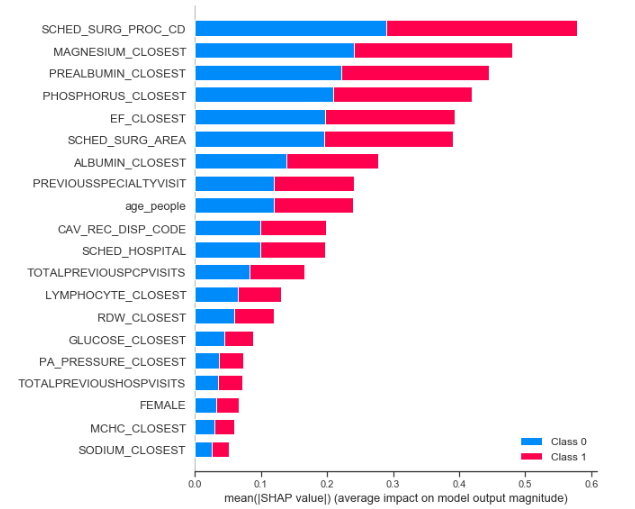 SCHED_SURG_PROC_CD
MAGNESIUM_CLOSEST
PREALBUMIN_CLOSEST
PHOSPHORUS_CLOSEST
EF_CLOSEST
SCHED_SURG_AREA
ALBUMIN_CLOSEST
PREVIOUSSPECIALTYVISIT
age_people
CAV_REC_DISP_CODE
SCHED_HOSPITAL
TOTALPREVIOUSPCPVISITS
LYMPHOCYTE_CLOSEST
RDW_CLOSEST
GLUCOSE_CLOSEST
PA_PRESSURE_CLOSEST
TOTALPREVIOUSHOSPVISITS
FEMALE
MCHC_CLOSEST
SODIUM_CLOSEST
Class 0
Class 1
0.0 0.1 0.2 0.3 0.4 0.5 0.6
mean(|SHAP value|) (average impact on model output magnitude)